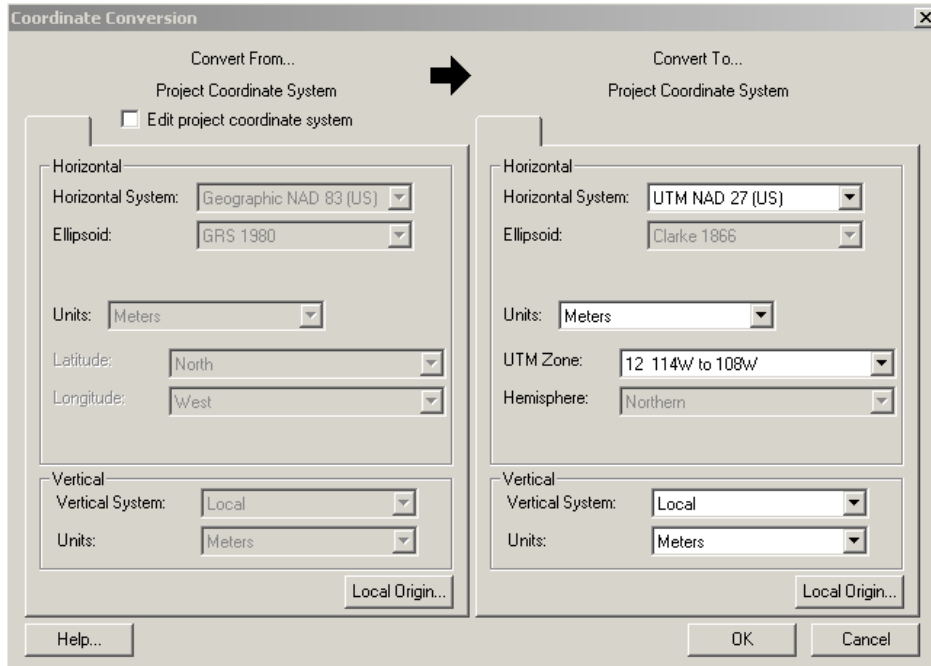 Coordinate Conversion
Convert From...
Project Coordinate System
Edit project coordinate system
Horizontal
Horizontal System: Geographic NAD 83 (US)
Ellipsoid: GRS 1980
Units: Meters
Latitude: North
Longitude: West
Vertical
Vertical System: Local
Units: Meters
Local Origin...
Convert To...
Project Coordinate System
Horizontal
Horizontal System: UTM NAD 27 (US)
Ellipsoid: Clarke 1866
Units: Meters
UTM Zone: 12 114W to 108W
Hemisphere: Northern
Vertical
Vertical System: Local
Units: Meters
Local Origin...
Help...
OK
Cancel